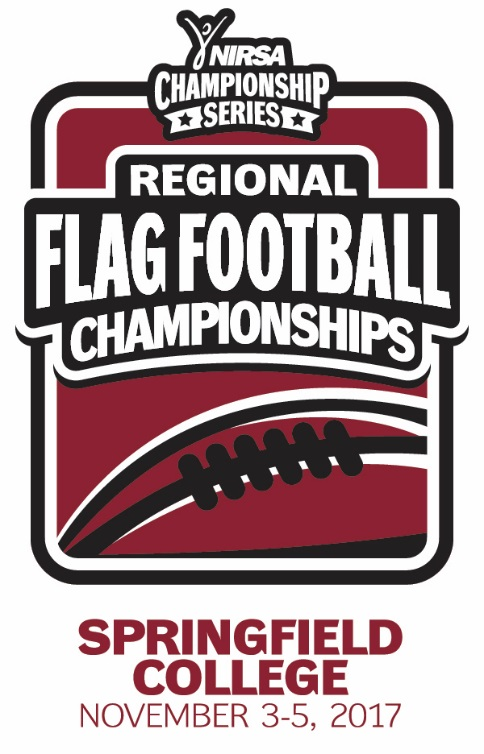 NIRSA
CHAMPIONSHIP
SERIES
REGIONAL
FLAG FOOTBALL
CHAMPIONSHIPS
SPRINGFIELD
COLLEGE
NOVEMBER 3-5, 2017